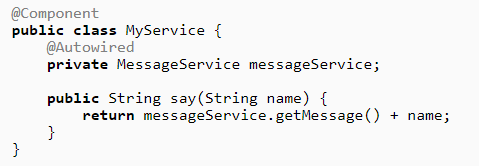 @Component
public class MyService {
    @Autowired
    private MessageService messageService;

    public String say(String name) {
        return messageService.getMessage() + name;
    }
}